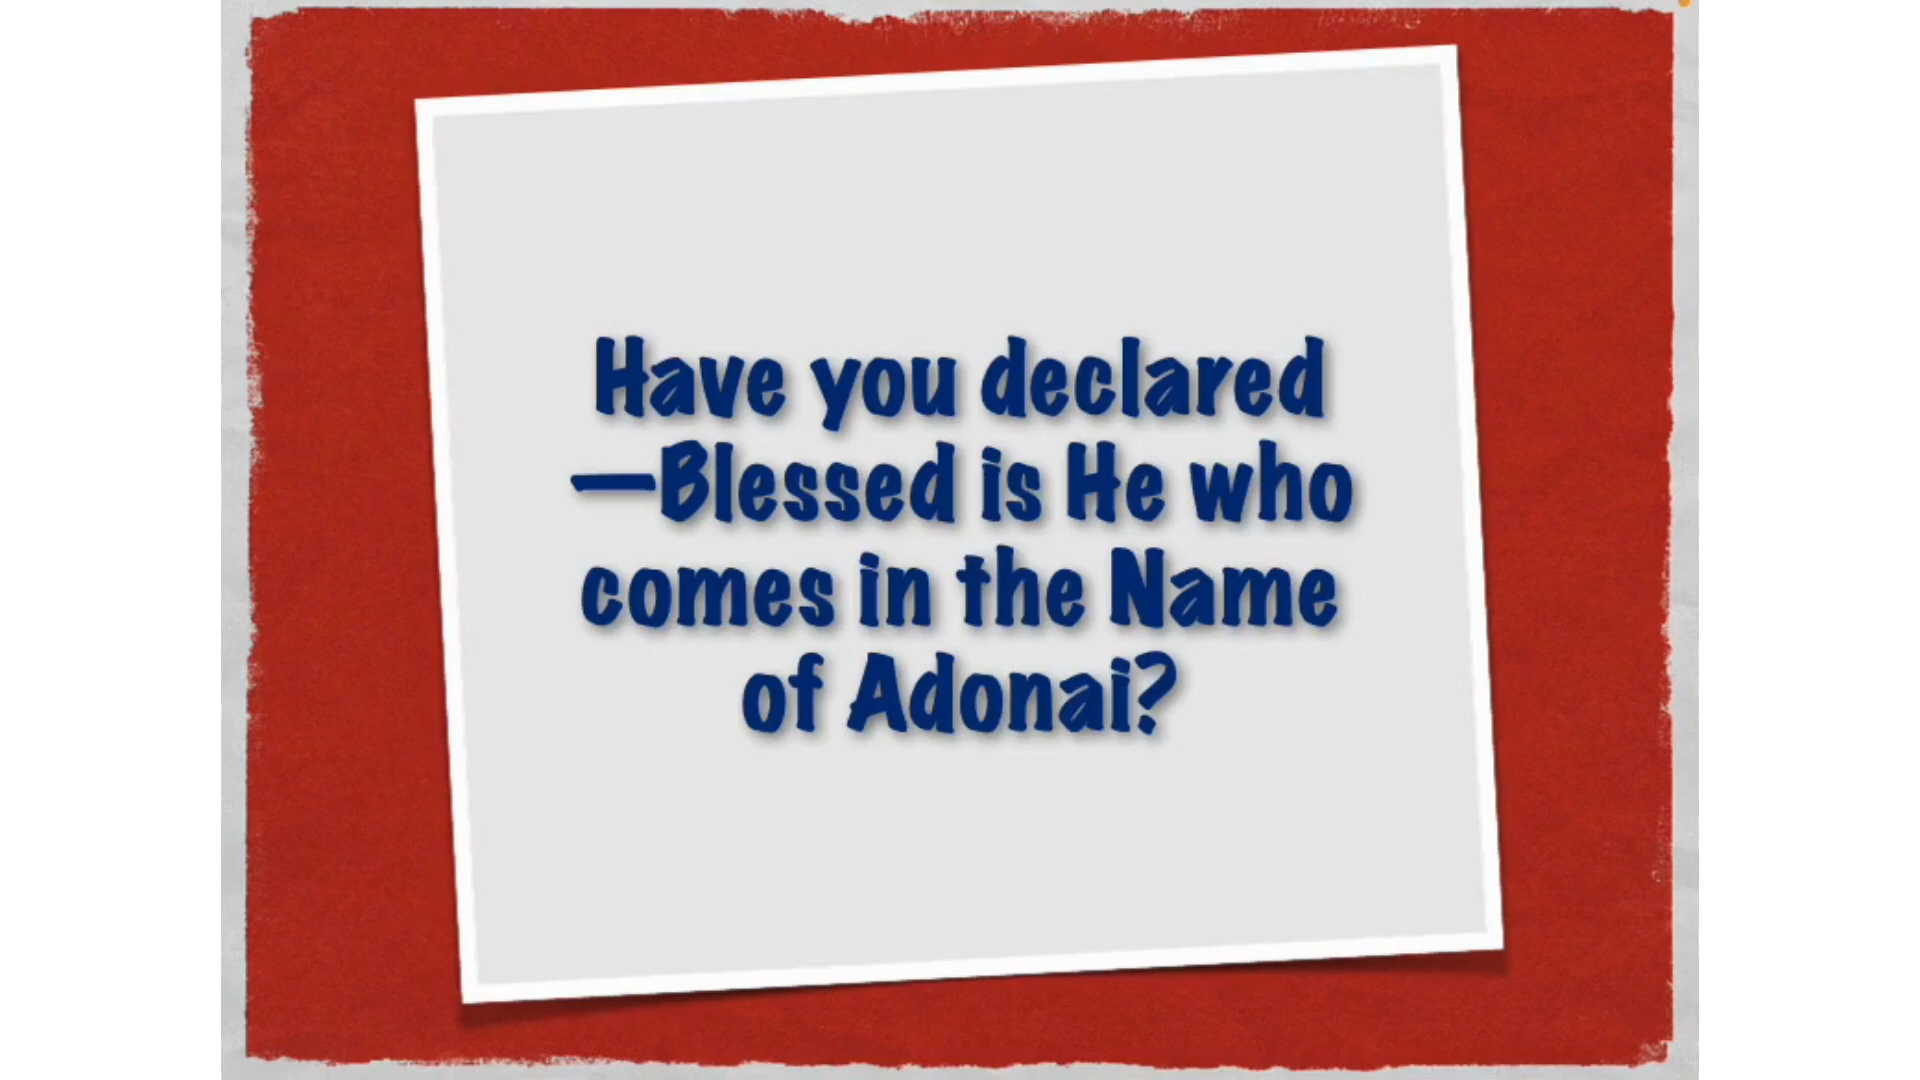 Have you declared
—Blessed is He who
comes in the Name
of Adonai?